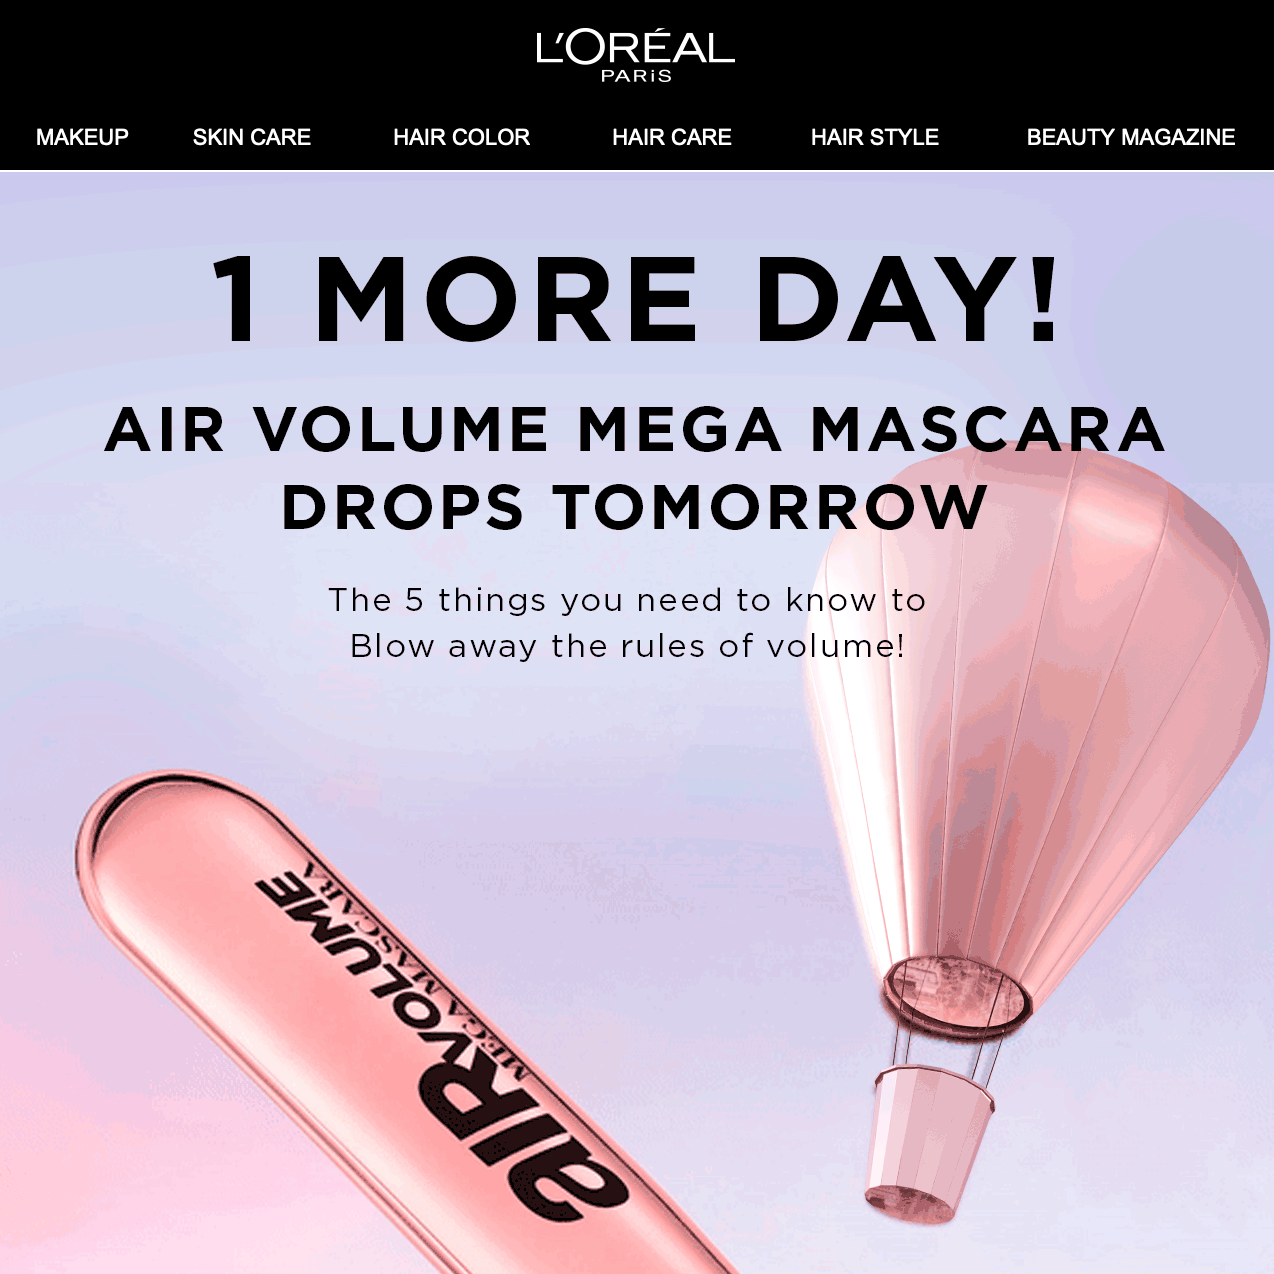 L'ORÉAL
PARiS
MAKEUP SKIN CARE HAIR COLOR HAIR CARE HAIR STYLE BEAUTY MAGAZINE
1 MORE DAY!
AIR VOLUME MEGA MASCARA
DROPS TOMORROW
The 5 things you need to know to
Blow away the rules of volume!
aIRVOLUME
MEGA MASCARA